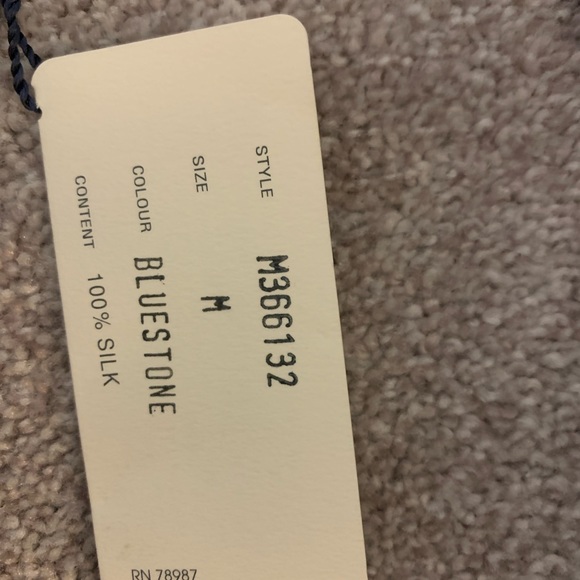 STYLE M366132
SIZE M
COLOUR BLUESTONE
CONTENT 100% SILK
RN 78987